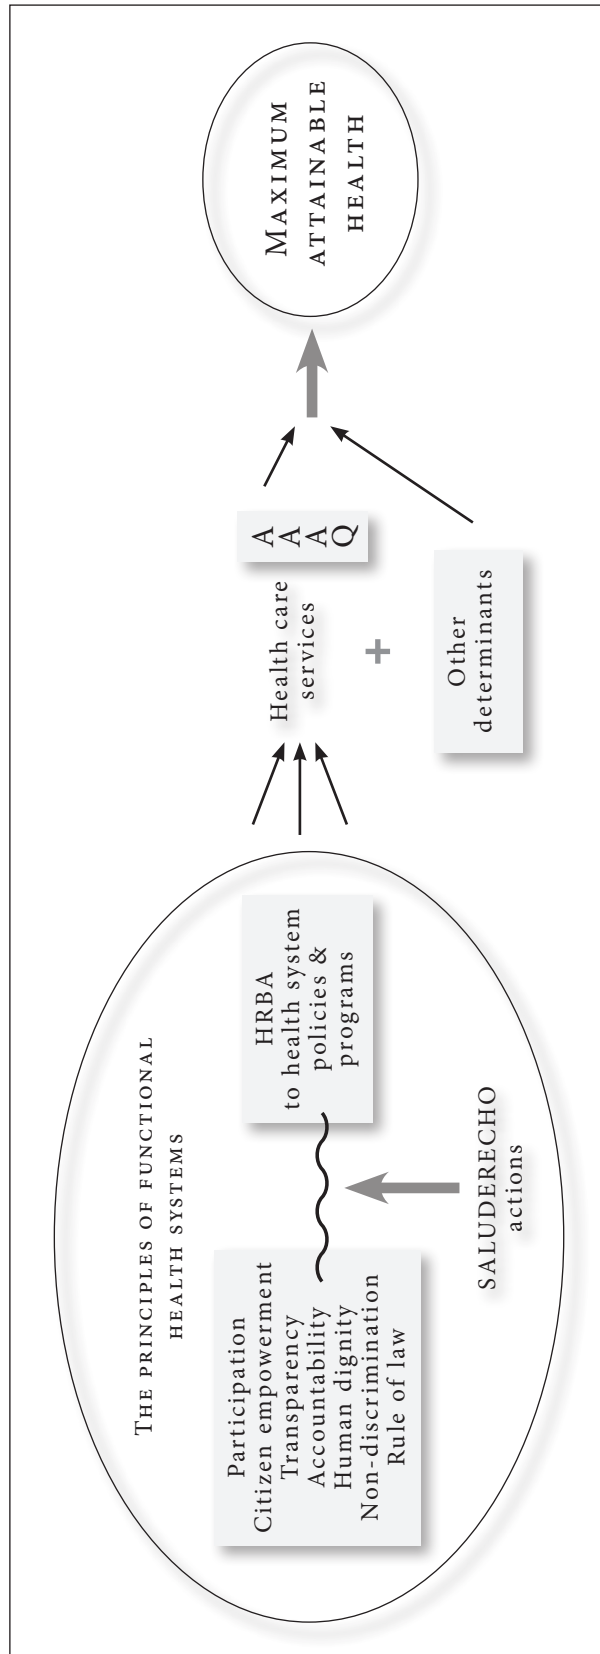 THE PRINCIPLES OF FUNCTIONAL
HEALTH SYSTEMS
Participation
Citizen empowerment
Transparency
Accountability
Human dignity
Non-discrimination
Rule of law
HRBA
to health system
policies &
programs
SALUDERECHO
actions
Health care
services
A
A
A
Q
+
Other
determinants
MAXIMUM
ATTAINABLE
HEALTH